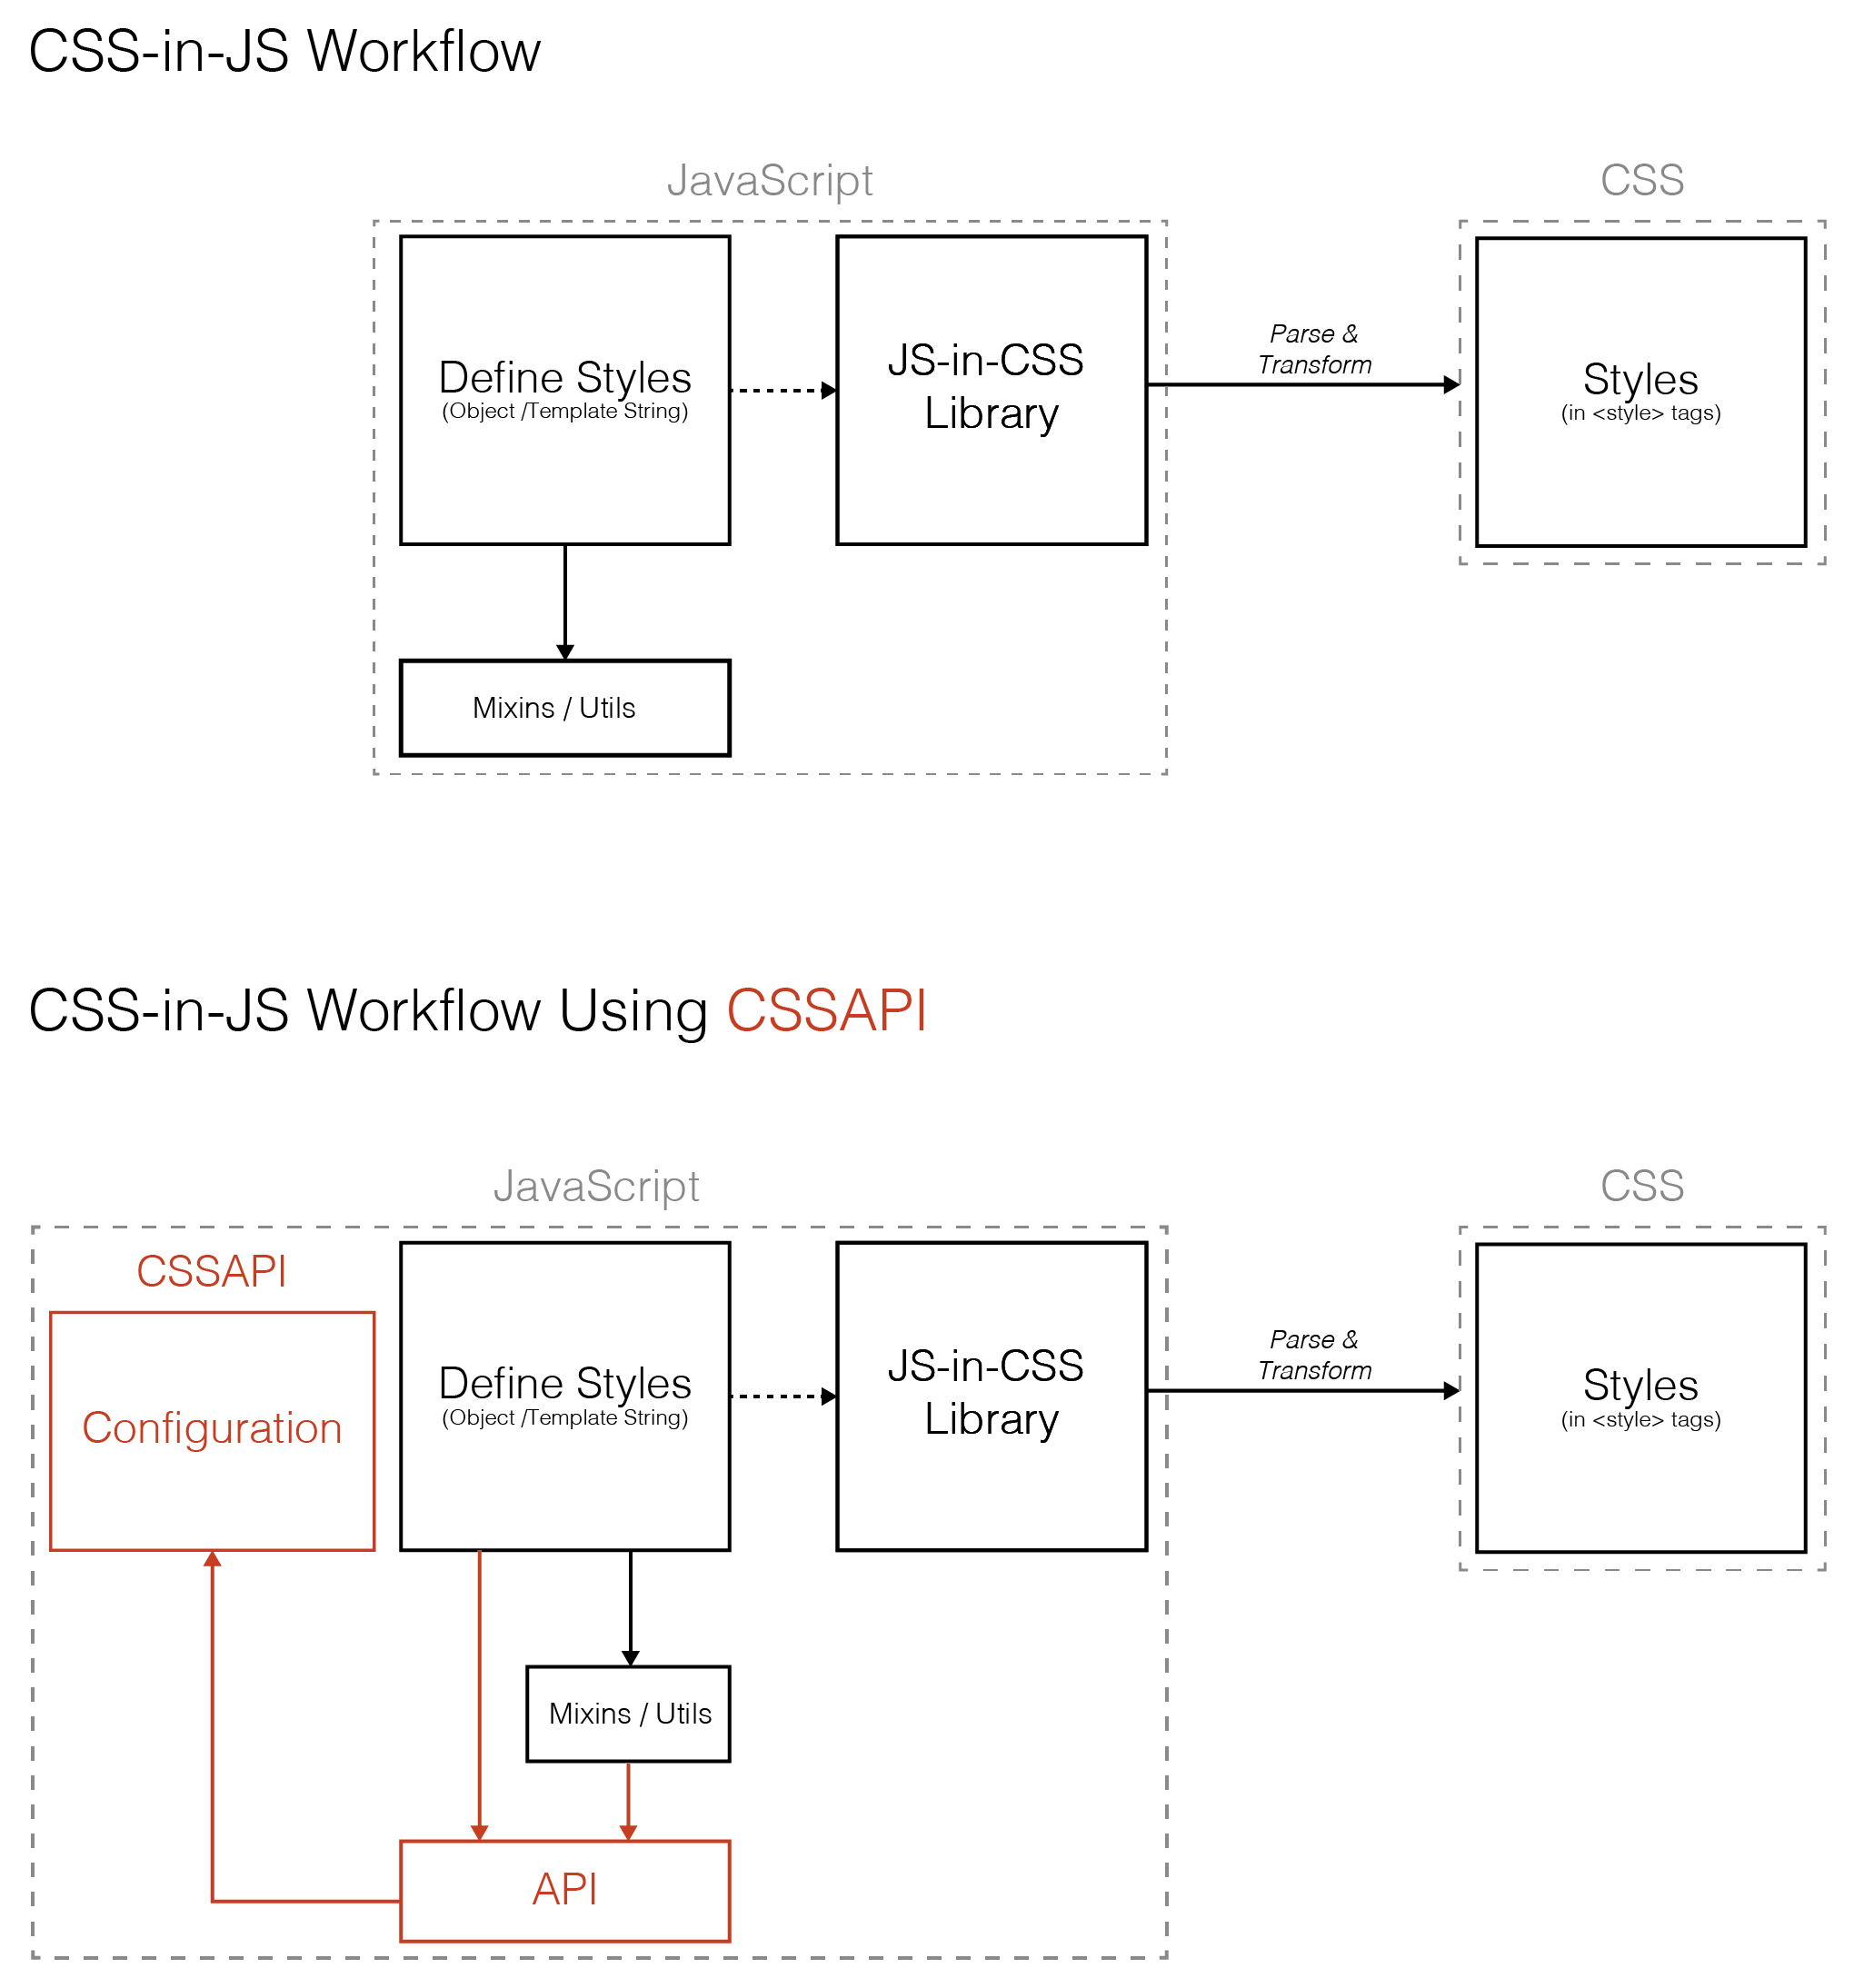 CSS-in-JS Workflow
JavaScript
CSS
Define Styles
(Object /Template String)
JS-in-CSS
Library
Parse &
Transform
Styles
(in <style> tags)
Mixins / Utils
CSS-in-JS Workflow Using CSSAPI
JavaScript
CSS
CSSAPI
Configuration
Define Styles
(Object /Template String)
JS-in-CSS
Library
Parse &
Transform
Styles
(in <style> tags)
Mixins / Utils
API